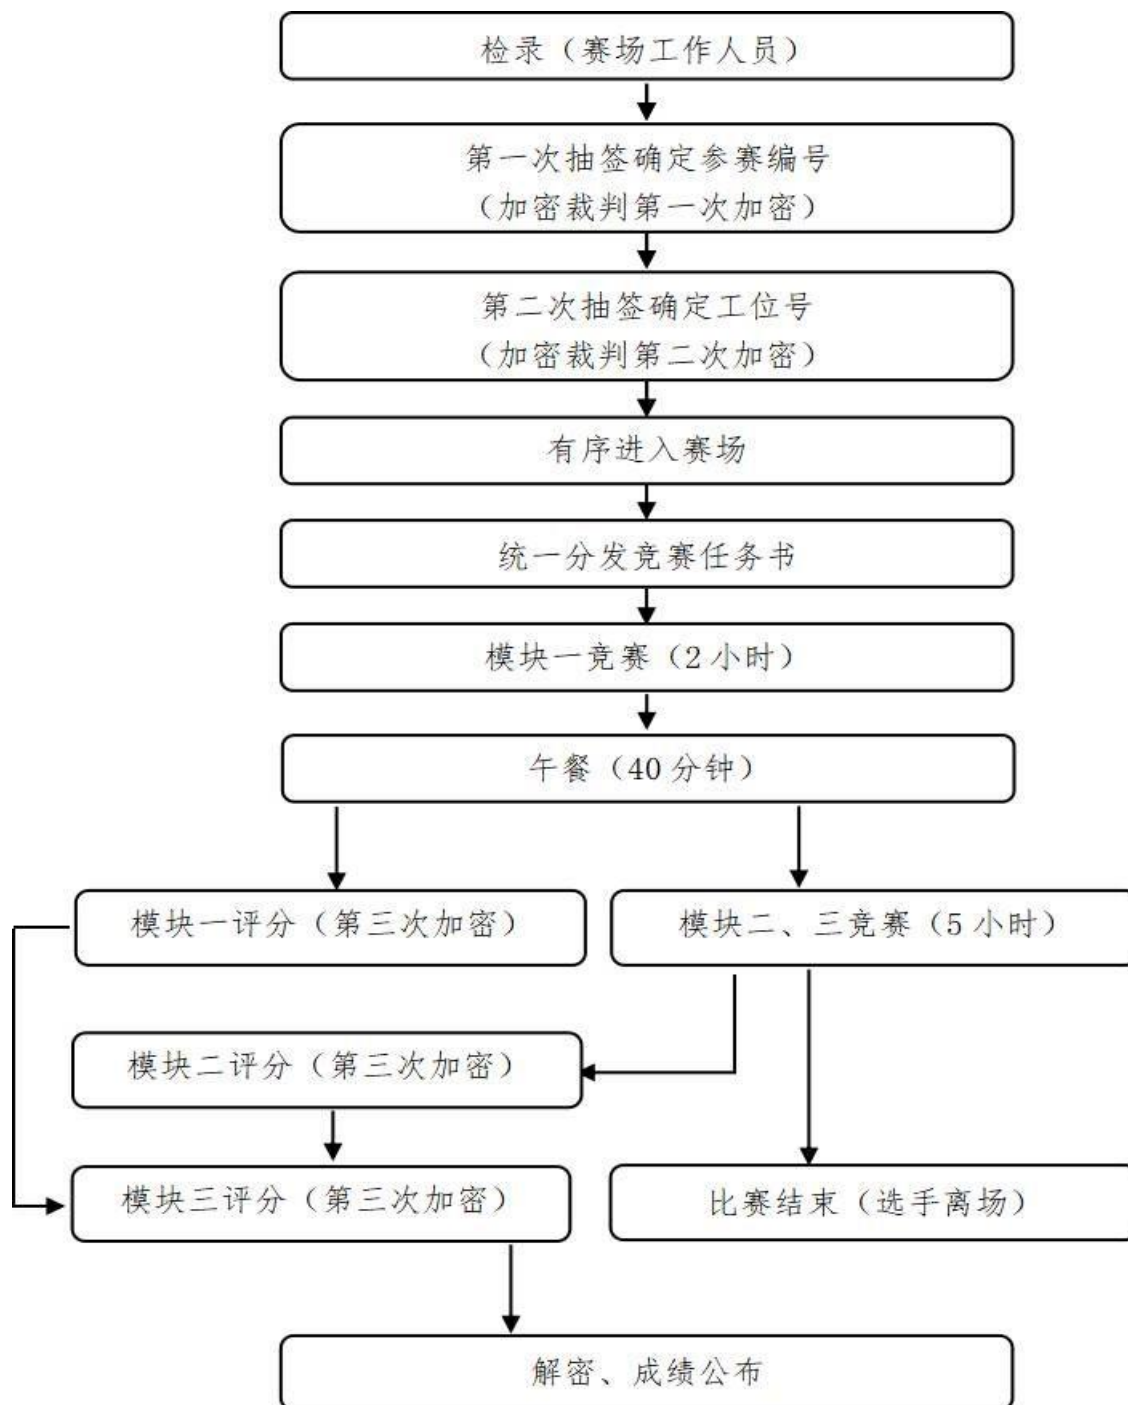 检录（赛场工作人员）
第一次抽签确定参赛编号
（加密裁判第一次加密）
第二次抽签确定工位号
（加密裁判第二次加密）
有序进入赛场
统一分发竞赛任务书
模块一竞赛（2小时）
午餐（40分钟）
模块一评分（第三次加密）
模块二、三竞赛（5小时）
模块二评分（第三次加密）
模块三评分（第三次加密）
比赛结束（选手离场）
解密、成绩公布